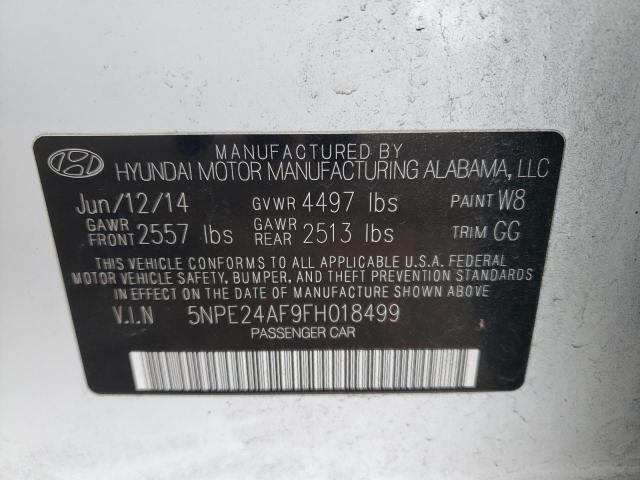 MANUFACTURED BY
HYUNDAI MOTOR MANUFACTURING ALABAMA, LLC
Jun/12/14 GVWR 4497 lbs PAINT W8
GAWR FRONT 2557 lbs GAWR REAR 2513 lbs TRIM GG
THIS VEHICLE CONFORMS TO ALL APPLICABLE U.S.A. FEDERAL
MOTOR VEHICLE SAFETY, BUMPER, AND THEFT PREVENTION STANDARDS
IN EFFECT ON THE DATE OF MANUFACTURE SHOWN ABOVE
V.I.N 5NPE24AF9FH018499
PASSENGER CAR